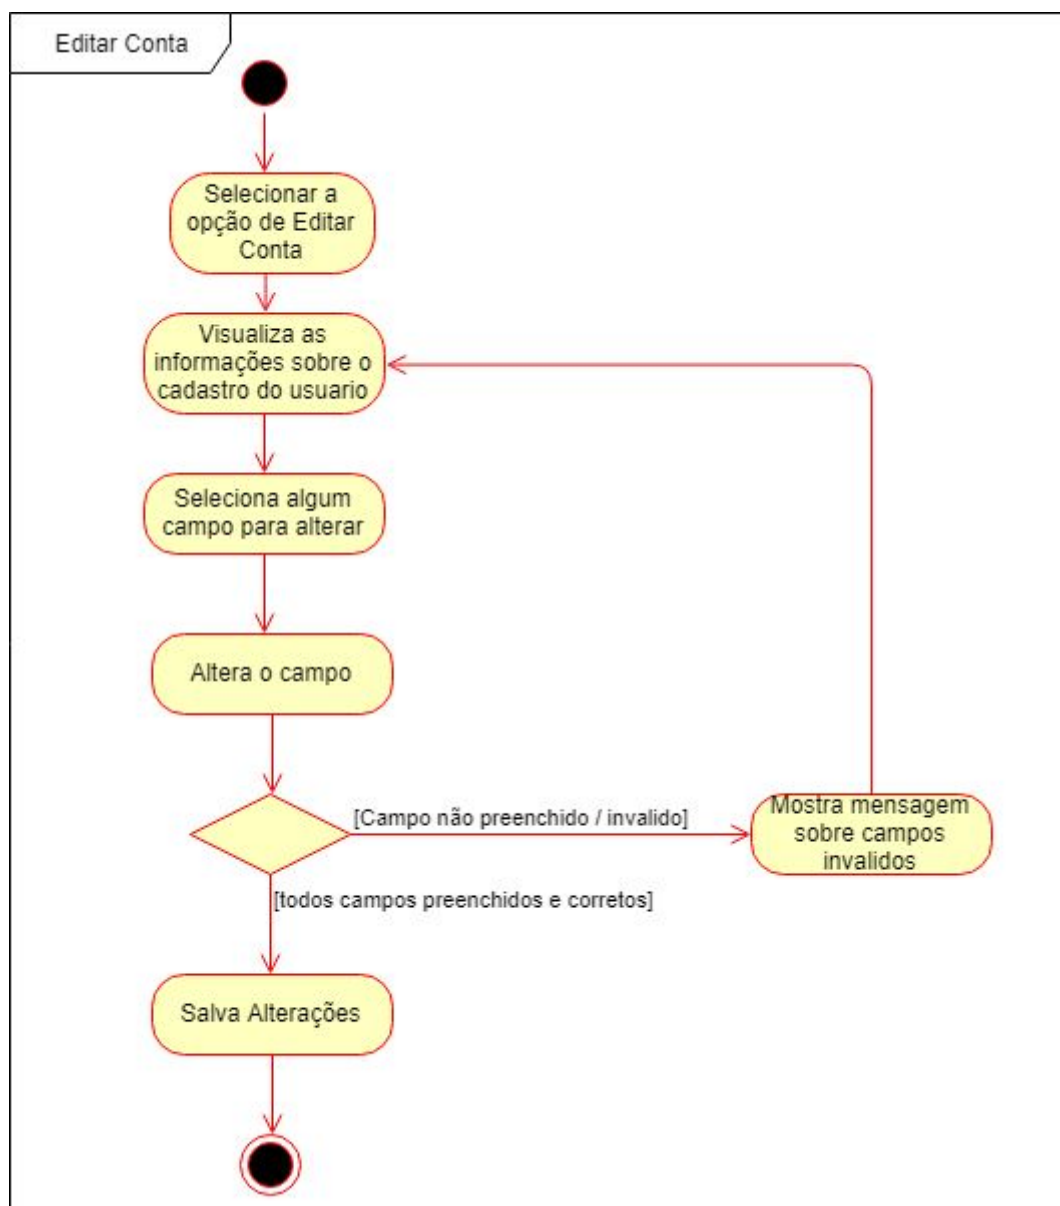 Editar Conta
Selecionar a
opção de Editar
Conta
Visualiza as
informações sobre o
cadastro do usuario
Seleciona algum
campo para alterar
Altera o campo
[Campo não preenchido / invalido]
Mostra mensagem
sobre campos
invalidos
[todos campos preenchidos e corretos]
Salva Alterações